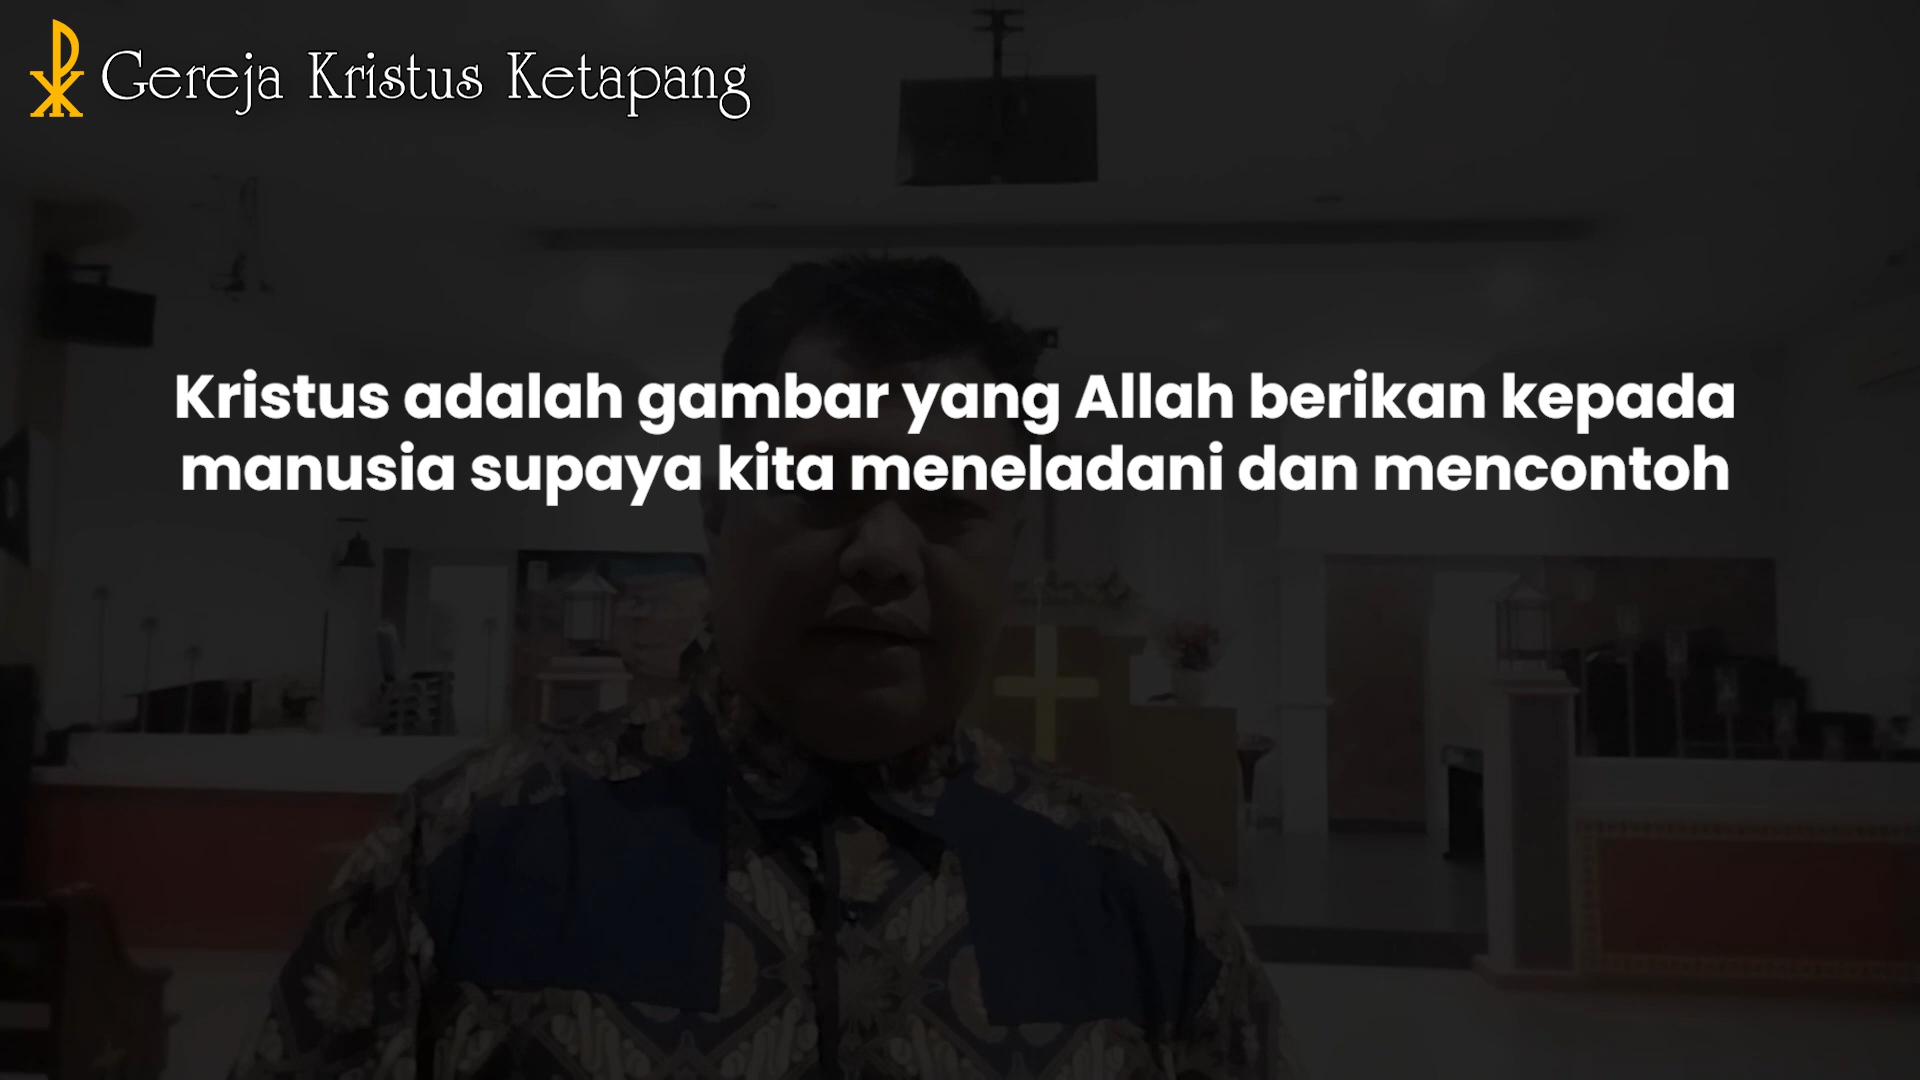 Gereja Kristus Ketapang
Kristus adalah gambar yang Allah berikan kepada
manusia supaya kita meneladani dan mencontoh